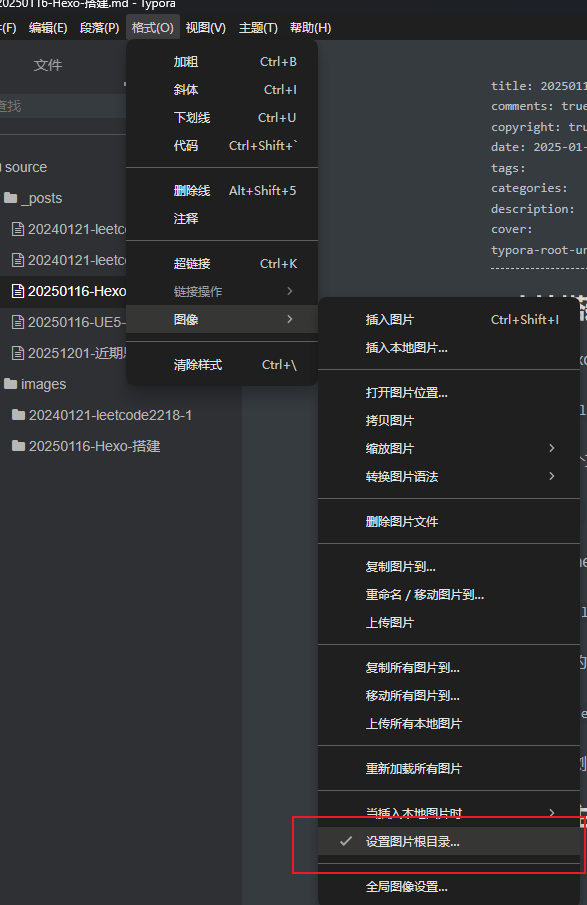 20250116-Hexo-搭建.md - Typora
(F) 编辑(E) 段落(P) 格式(O) 视图(V) 主题(T) 帮助(H)
文件
查找
source
_posts
20240121-leetc
20240121-leetc
20250116-Hexo
20250116-UE5-
20251201-近期
images
20240121-leetcode2218-1
20250116-Hexo-搭建
加粗 Ctrl+B
斜体 Ctrl+I
下划线 Ctrl+U
代码 Ctrl+Shift+`
删除线 Alt+Shift+5
注释
超链接 Ctrl+K
链接操作
图像
清除样式 Ctrl+\
title: 2025011
comments: true
copyright: tru
date: 2025-01-
tags:
categories:
description:
cover:
typora-root-ur
插入图片 Ctrl+Shift+I
插入本地图片...
打开图片位置...
拷贝图片
缩放图片
转换图片语法
删除图片文件
复制图片到...
重命名 / 移动图片到...
上传图片
复制所有图片到...
移动所有图片到...
上传所有本地图片
重新加载所有图片
当插入本地图片时
设置图片根目录...
全局图像设置...